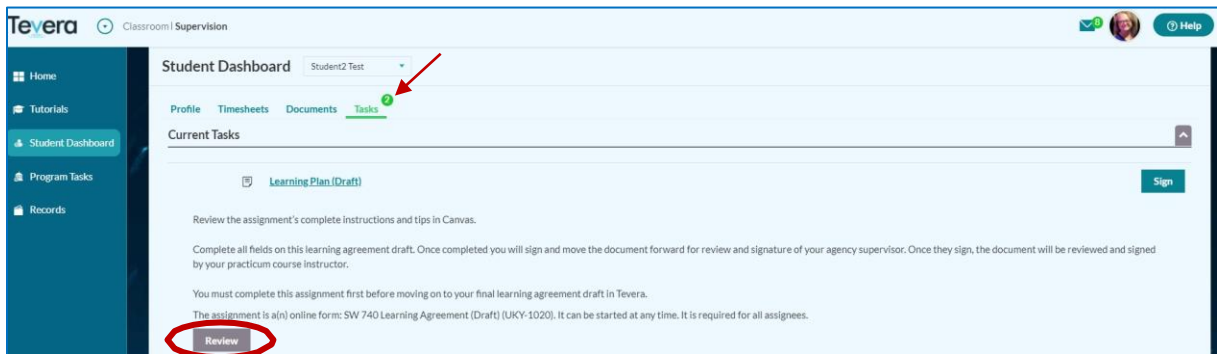 Tevera Classroom | Supervision 8 Help
Home
Tutorials
Student Dashboard
Program Tasks
Records
Student Dashboard Student2 Test
Profile Timesheets Documents Tasks 2
Current Tasks
Learning Plan (Draft) Sign
Review the assignment's complete instructions and tips in Canvas.
Complete all fields on this learning agreement draft. Once completed you will sign and move the document forward for review and signature of your agency supervisor. Once they sign, the document will be reviewed and signed
by your practicum course instructor.
You must complete this assignment first before moving on to your final learning agreement draft in Tevera.
The assignment is a(n) online form: SW 740 Learning Agreement (Draft) (UKY-1020). It can be started at any time. It is required for all assignees.
Review